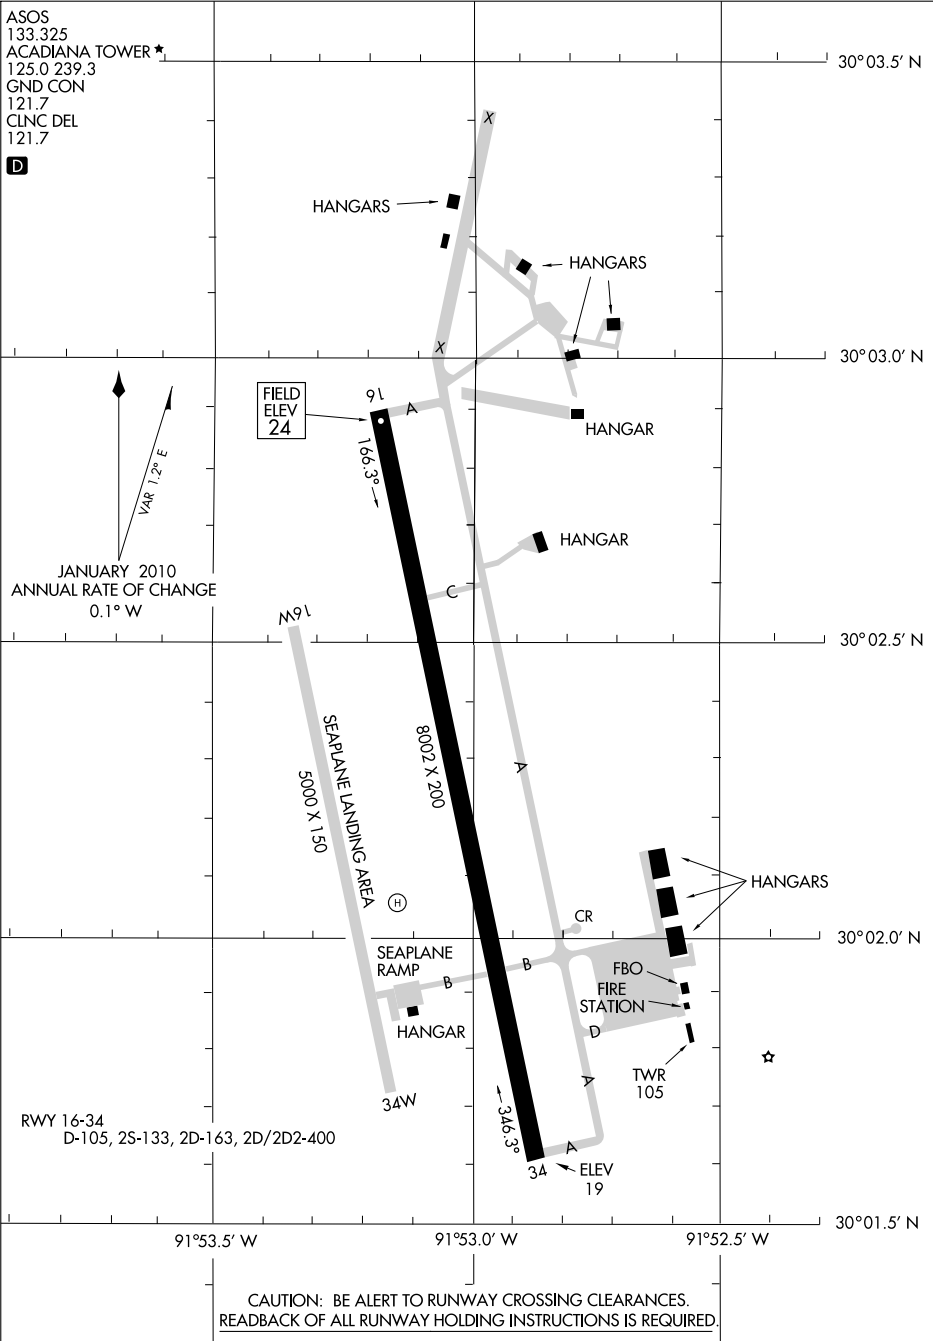 ASOS
133.325
ACADIANA TOWER ★
125.0 239.3
GND CON
121.7
CLNC DEL
121.7
D
30°03.5' N
X
HANGARS
HANGARS
X
30°03.0' N
FIELD
ELEV
24
16
A
HANGAR
166.3°
VAR 1.2° E
HANGAR
JANUARY 2010
ANNUAL RATE OF CHANGE
0.1° W
C
16W
30°02.5' N
SEAPLANE LANDING AREA
5000 X 150
8002 X 200
A
HANGARS
H
CR
30°02.0' N
SEAPLANE
RAMP
B
B
FBO
FIRE
STATION
HANGAR
D
TWR
105
A
34W
RWY 16-34
D-105, 2S-133, 2D-163, 2D/2D2-400
346.3°
A
34
ELEV
19
30°01.5' N
91°53.5' W
91°53.0' W
91°52.5' W
CAUTION: BE ALERT TO RUNWAY CROSSING CLEARANCES.
READBACK OF ALL RUNWAY HOLDING INSTRUCTIONS IS REQUIRED.